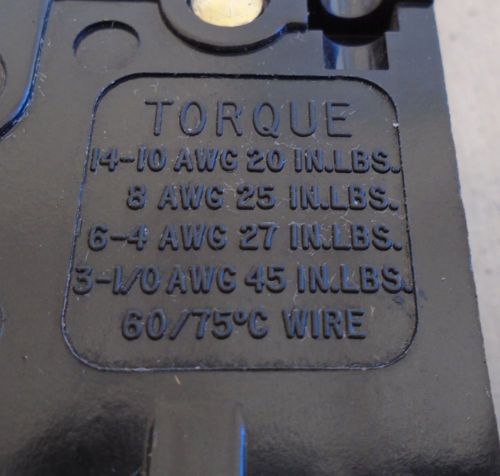 TORQUE
14-10 AWG 20 IN.LBS.
8 AWG 25 IN.LBS.
6-4 AWG 27 IN.LBS.
3-1/0 AWG 45 IN.LBS.
60/75°C WIRE